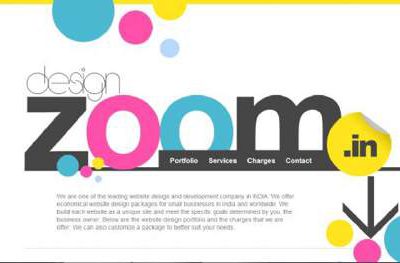 design
zoom
.in
Portfolio Services Charges Contact
We are one of the leading website design and development company in INDIA. We offer
economical website design packages for small businesses in India and worldwide. We
build each website as a unique site and meet the specific goals determined by you, the
business owner. Below are the website design portfolio and the charges that we are
offer. We can also customize a package to better suit your needs.